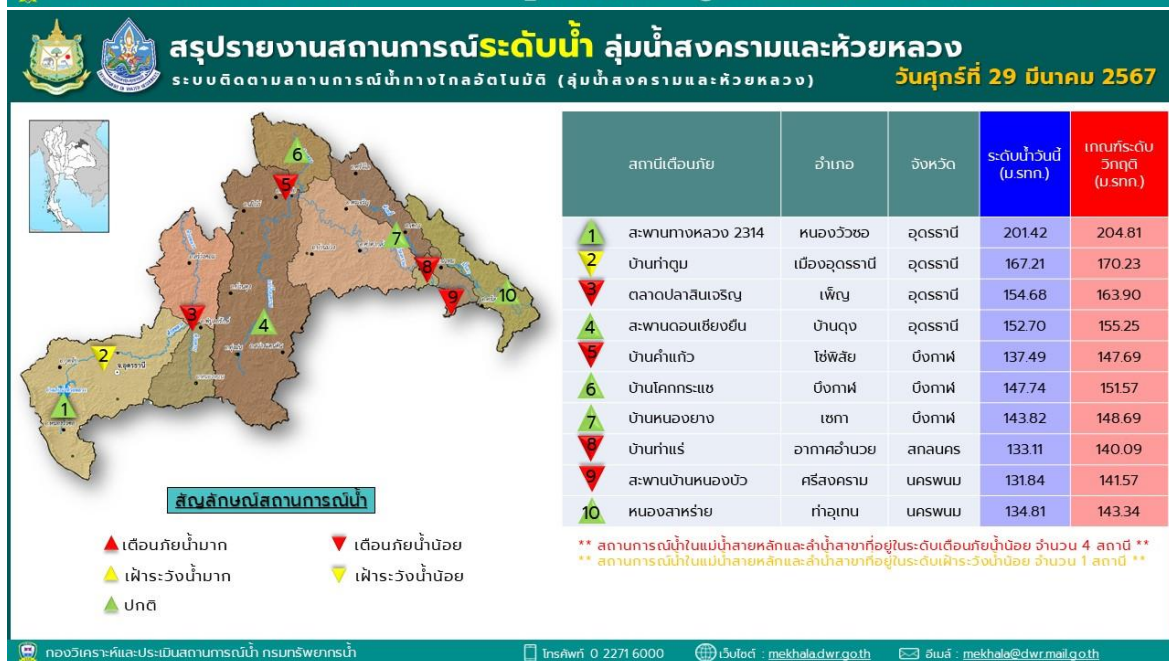 สรุปรายงานสถานการณ์ระดับน้ำ ลุ่มน้ำสงครามและห้วยหลวง
ระบบติดตามสถานการณ์น้ำทางไกลอัตโนมัติ (ลุ่มน้ำสงครามและห้วยหลวง)
วันศุกร์ที่ 29 มีนาคม 2567
สถานีเตือนภัย อำเภอ จังหวัด ระดับน้ำวันนี้ (ม.รทก.) เกณฑ์ระดับวิกฤติ (ม.รทก.)
1 สะพานทางหลวง 2314 หนองวัวซอ อุดรธานี 201.42 204.81
2 บ้านท่าตูม เมืองอุดรธานี อุดรธานี 167.21 170.23
3 ตลาดปลาสินเจริญ เพ็ญ อุดรธานี 154.68 163.90
4 สะพานดอนเชียงยืน บ้านดุง อุดรธานี 152.70 155.25
5 บ้านคำแก้ว โซ่พิสัย บึงกาฬ 137.49 147.69
6 บ้านโคกกระแซ บึงกาฬ บึงกาฬ 147.74 151.57
7 บ้านหนองยาง เซกา บึงกาฬ 143.82 148.69
8 บ้านท่าแร่ อากาศอำนวย สกลนคร 133.11 140.09
9 สะพานบ้านหนองบัว ศรีสงคราม นครพนม 131.84 141.57
10 หนองสาหร่าย ท่าอุเทน นครพนม 134.81 143.34
6
5
7
8
9
10
3
4
2
อ.อุดรธานี
1
สัญลักษณ์สถานการณ์น้ำ
เตือนภัยน้ำมาก เตือนภัยน้ำน้อย
เฝ้าระวังน้ำมาก เฝ้าระวังน้ำน้อย
ปกติ
** สถานการณ์น้ำในแม่น้ำสายหลักและลำน้ำสาขาที่อยู่ในระดับเตือนภัยน้ำน้อย จำนวน 4 สถานี **
** สถานการณ์น้ำในแม่น้ำสายหลักและลำน้ำสาขาที่อยู่ในระดับเฝ้าระวังน้ำน้อย จำนวน 1 สถานี **
กองวิเคราะห์และประเมินสถานการณ์น้ำ กรมทรัพยากรน้ำ โทรศัพท์ 0 2271 6000 เว็บไซต์ : mekhala.dwr.go.th อีเมล์ : mekhala@dwr.mail.go.th